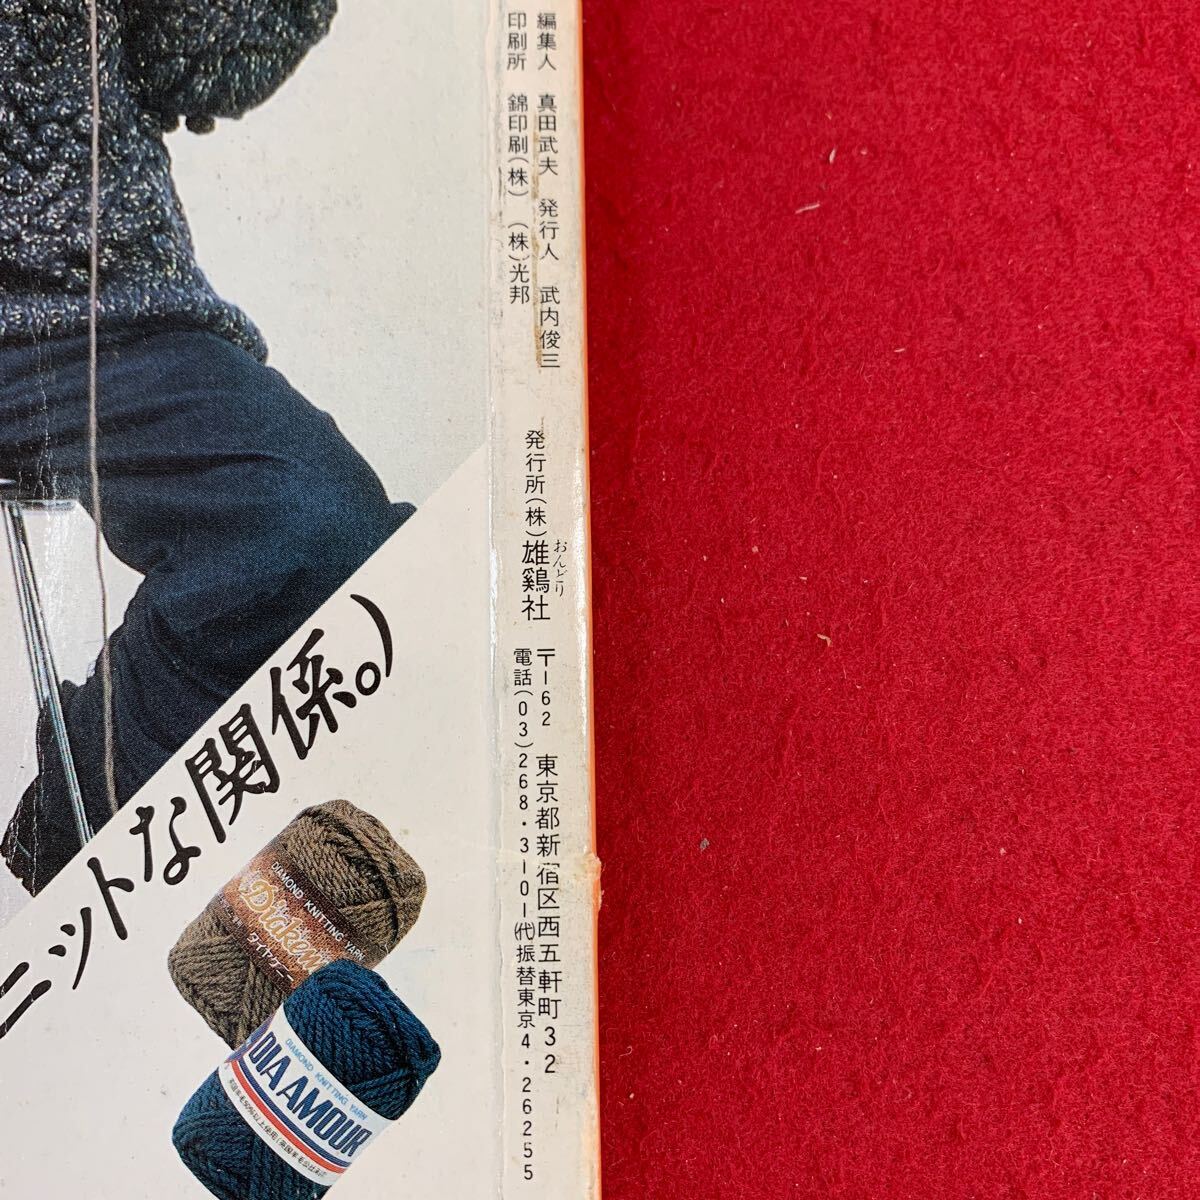 編集人 真田武夫 発行人 武内俊三
印刷所 錦印刷(株) (株)光邦
発行所(株)雄鶏社
おんどり
〒162 東京都新宿区西五軒町32
電話(03)268・3101(代)振替東京4・26255
ニットな関係。)
DIAMOND KNITTING YARN
ダイヤケニー
DIAMOND KNITTING YARN
DIAAMOUR